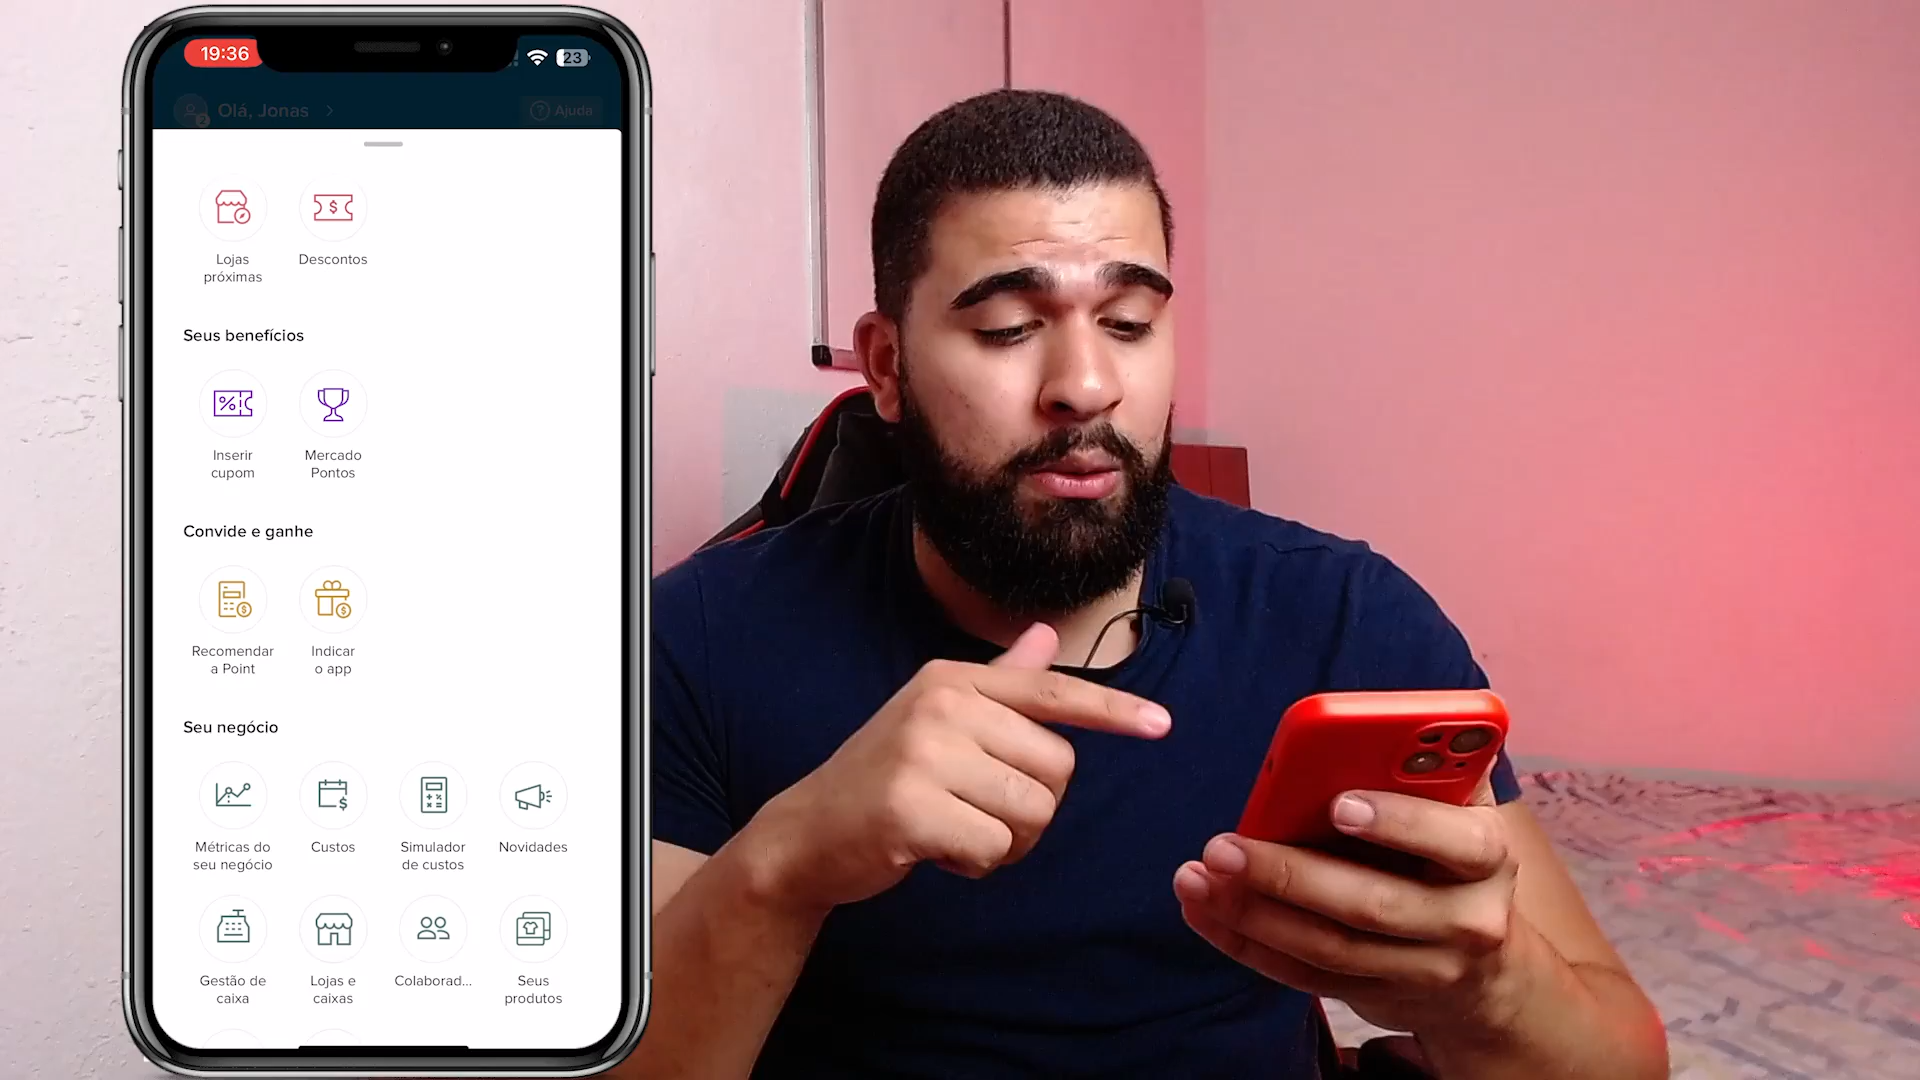 19:36
23
Olá, Jonas
2
Ajuda
Lojas
próximas
Descontos
Seus benefícios
Inserir
cupom
Mercado
Pontos
Convide e ganhe
Recomendar
a Point
Indicar
o app
Seu negócio
Métricas do
seu negócio
Custos
Simulador
de custos
Novidades
Gestão de
caixa
Lojas e
caixas
Colaborad...
Seus
produtos